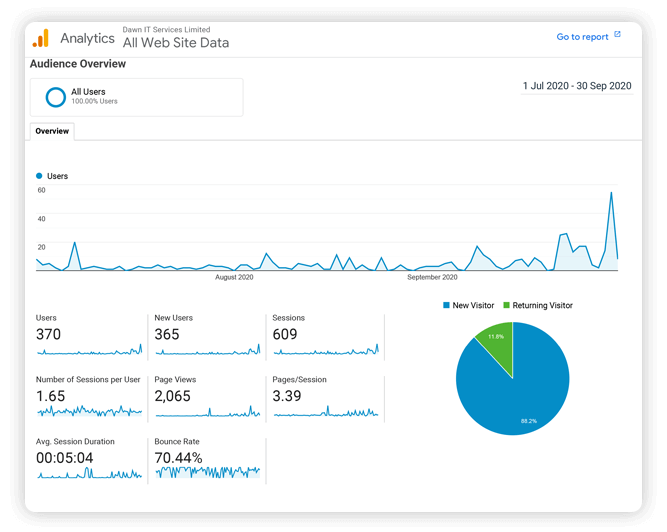 Analytics
Dawn IT Services Limited
All Web Site Data
Go to report
Audience Overview
All Users
100.00% Users
1 Jul 2020 - 30 Sep 2020
Overview
Users
60
40
20
August 2020
September 2020
Users
370
New Users
365
Sessions
609
New Visitor
Returning Visitor
11.8%
88.2%
Number of Sessions per User
1.65
Page Views
2,065
Pages/Session
3.39
Avg. Session Duration
00:05:04
Bounce Rate
70.44%